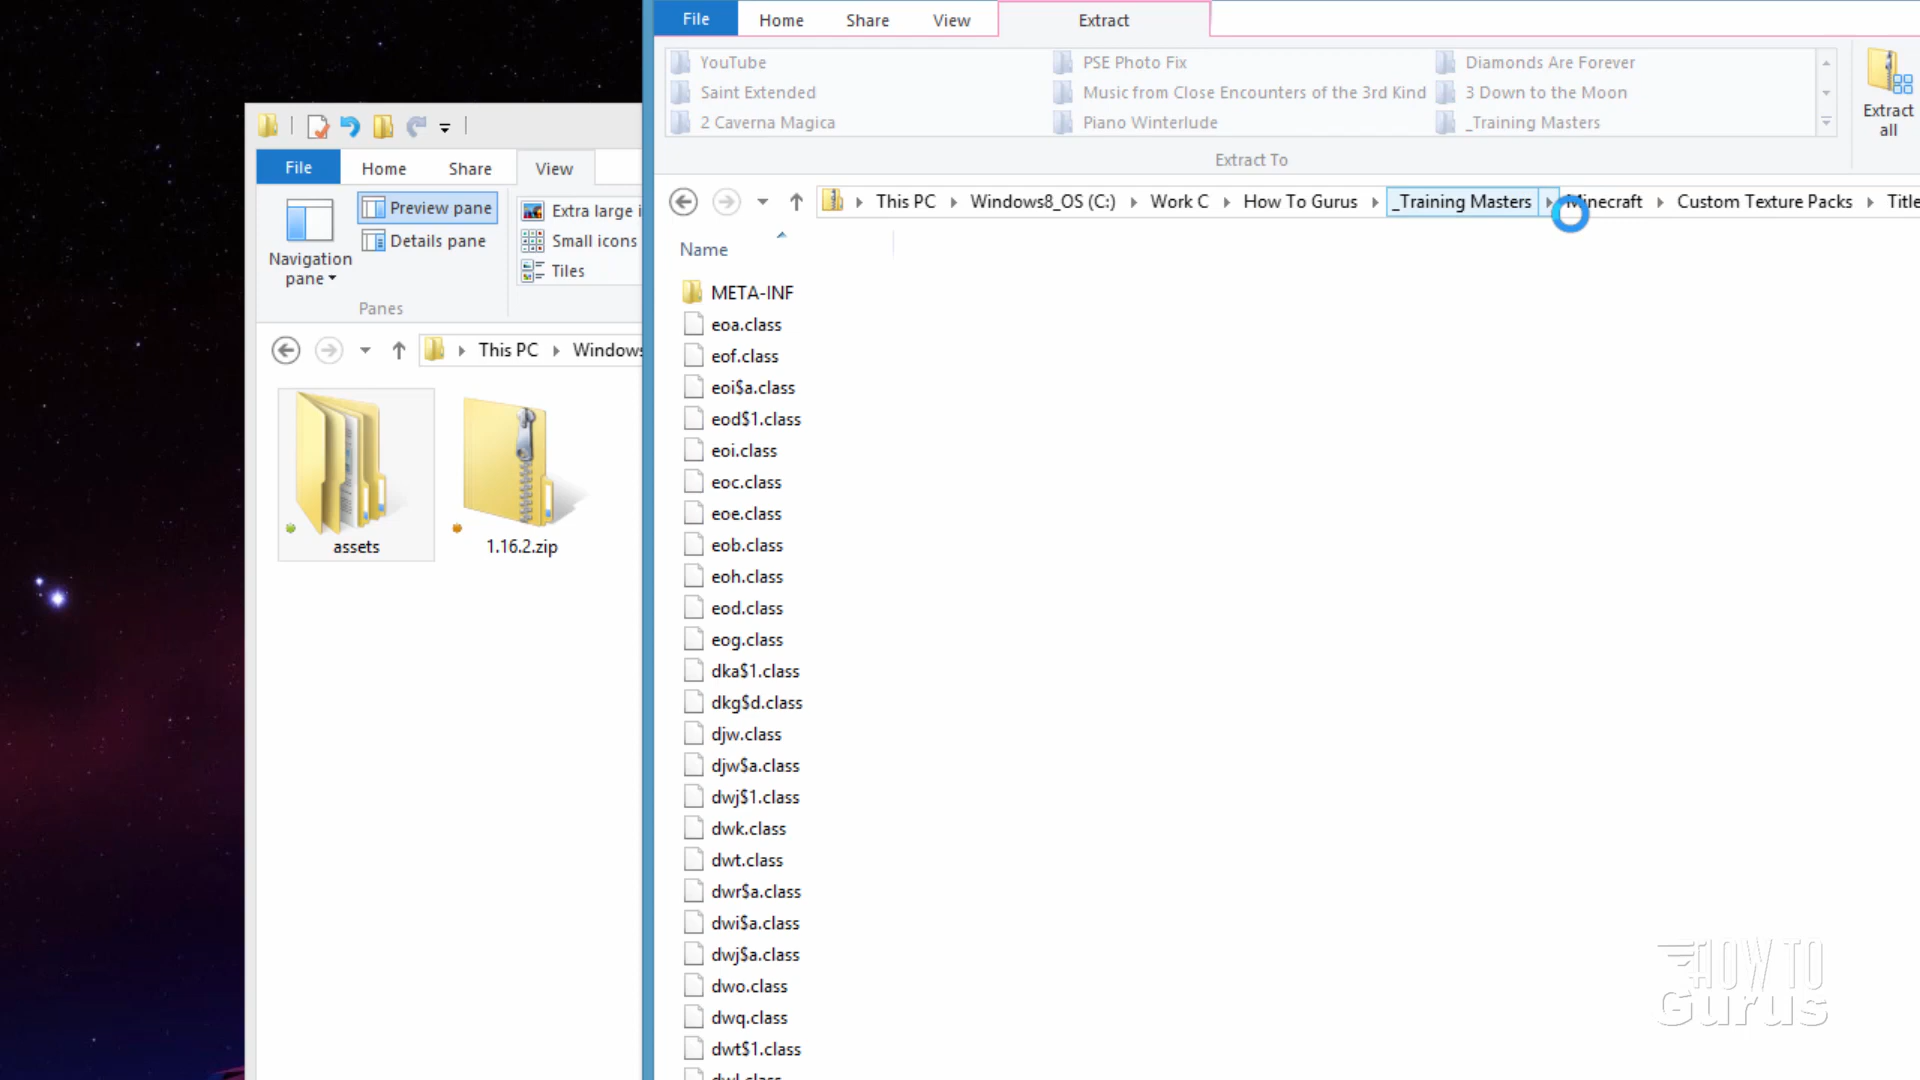 File Home Share View Extract
YouTube PSE Photo Fix Diamonds Are Forever
Saint Extended Music from Close Encounters of the 3rd Kind 3 Down to the Moon
2 Caverna Magica Piano Winterlude _Training Masters
Extract To
Extract
all
This PC Windows8_OS (C:) Work C How To Gurus _Training Masters Minecraft Custom Texture Packs Title
Name
META-INF
eoa.class
eof.class
eoi$a.class
eod$1.class
eoi.class
eoc.class
eoe.class
eob.class
eoh.class
eod.class
eog.class
dka$1.class
dkg$d.class
djw.class
djw$a.class
dwj$1.class
dwk.class
dwt.class
dwr$a.class
dwi$a.class
dwj$a.class
dwo.class
dwq.class
dwt$1.class
File Home Share View
Navigation
pane
Preview pane
Details pane
Panes
Extra large i
Small icons
Tiles
This PC Windows
assets
1.16.2.zip
HOW TO
Gurus